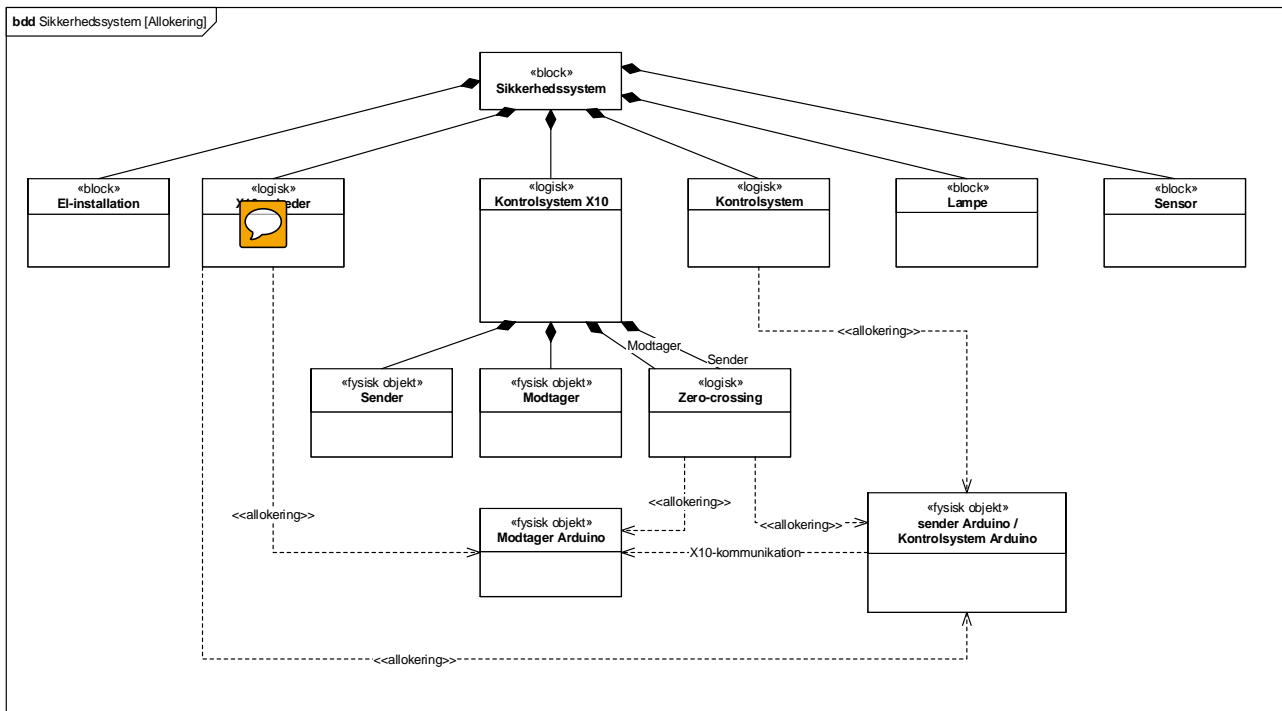 bdd Sikkerhedssystem [Allokering]
«block»
Sikkerhedssystem
«block»
El-installation
«logisk»
«logisk»
Kontrolsystem X10
«logisk»
Kontrolsystem
«block»
Lampe
«block»
Sensor
<<allokering>>
Modtager
Sender
«fysisk objekt»
Sender
«fysisk objekt»
Modtager
«logisk»
Zero-crossing
<<allokering>>
<<allokering>>
<<allokering>>
«fysisk objekt»
Modtager Arduino
«fysisk objekt»
sender Arduino /
Kontrolsystem Arduino
X10-kommunikation
<<allokering>>